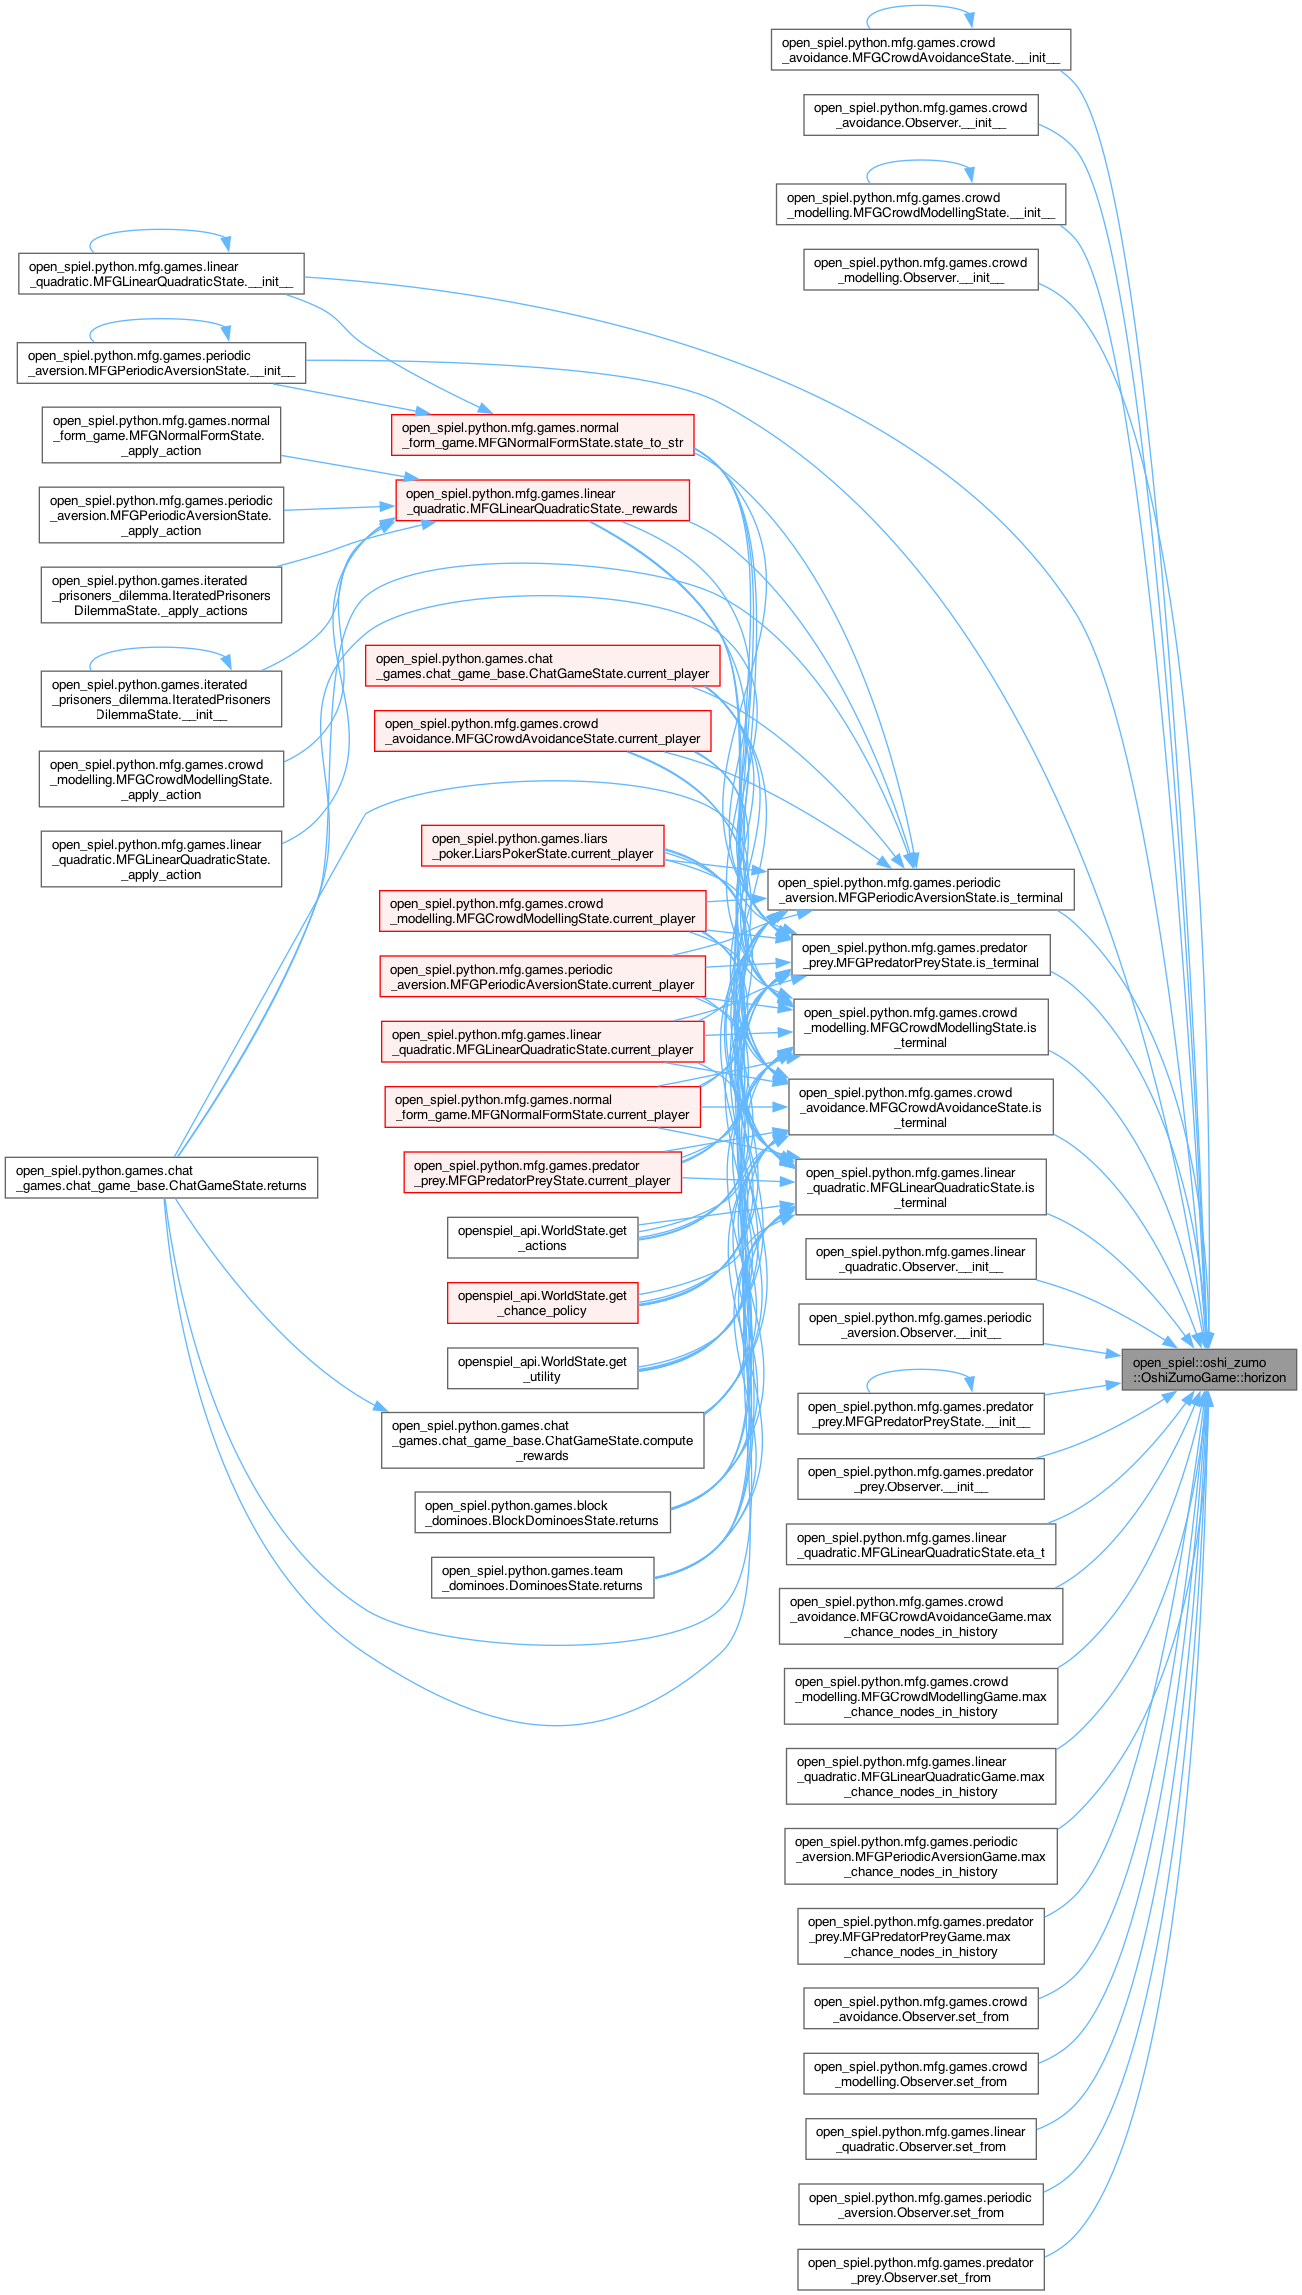 open_spiel.python.mfg.games.crowd
_avoidance.MFGCrowdAvoidanceState.__init__
open_spiel.python.mfg.games.crowd
_avoidance.Observer.__init__
open_spiel.python.mfg.games.crowd
_modelling.MFGCrowdModellingState.__init__
open_spiel.python.mfg.games.crowd
_modelling.Observer.__init__
open_spiel.python.mfg.games.linear
_quadratic.MFGLinearQuadraticState.__init__
open_spiel.python.mfg.games.periodic
_aversion.MFGPeriodicAversionState.__init__
open_spiel.python.mfg.games.normal
_form_game.MFGNormalFormState.
_apply_action
open_spiel.python.mfg.games.periodic
_aversion.MFGPeriodicAversionState.
_apply_action
open_spiel.python.games.iterated
_prisoners_dilemma.IteratedPrisoners
DilemmaState._apply_actions
open_spiel.python.games.iterated
_prisoners_dilemma.IteratedPrisoners
DilemmaState.__init__
open_spiel.python.mfg.games.crowd
_modelling.MFGCrowdModellingState.
_apply_action
open_spiel.python.mfg.games.linear
_quadratic.MFGLinearQuadraticState.
_apply_action
open_spiel.python.games.chat
_games.chat_game_base.ChatGameState.returns
open_spiel.python.mfg.games.normal
_form_game.MFGNormalFormState.state_to_str
open_spiel.python.mfg.games.linear
_quadratic.MFGLinearQuadraticState._rewards
open_spiel.python.games.chat
_games.chat_game_base.ChatGameState.current_player
open_spiel.python.mfg.games.crowd
_avoidance.MFGCrowdAvoidanceState.current_player
open_spiel.python.games.liars
_poker.LiarsPokerState.current_player
open_spiel.python.mfg.games.crowd
_modelling.MFGCrowdModellingState.current_player
open_spiel.python.mfg.games.periodic
_aversion.MFGPeriodicAversionState.current_player
open_spiel.python.mfg.games.linear
_quadratic.MFGLinearQuadraticState.current_player
open_spiel.python.mfg.games.normal
_form_game.MFGNormalFormState.current_player
open_spiel.python.mfg.games.predator
_prey.MFGPredatorPreyState.current_player
openspiel_api.WorldState.get
_actions
openspiel_api.WorldState.get
_chance_policy
openspiel_api.WorldState.get
_utility
open_spiel.python.games.chat
_games.chat_game_base.ChatGameState.compute
_rewards
open_spiel.python.games.block
_dominoes.BlockDominoesState.returns
open_spiel.python.games.team
_dominoes.DominoesState.returns
open_spiel.python.mfg.games.periodic
_aversion.MFGPeriodicAversionState.is_terminal
open_spiel.python.mfg.games.predator
_prey.MFGPredatorPreyState.is_terminal
open_spiel.python.mfg.games.crowd
_modelling.MFGCrowdModellingState.is
_terminal
open_spiel.python.mfg.games.crowd
_avoidance.MFGCrowdAvoidanceState.is
_terminal
open_spiel.python.mfg.games.linear
_quadratic.MFGLinearQuadraticState.is
_terminal
open_spiel.python.mfg.games.linear
_quadratic.Observer.__init__
open_spiel.python.mfg.games.periodic
_aversion.Observer.__init__
open_spiel.python.mfg.games.predator
_prey.MFGPredatorPreyState.__init__
open_spiel.python.mfg.games.predator
_prey.Observer.__init__
open_spiel.python.mfg.games.linear
_quadratic.MFGLinearQuadraticState.eta_t
open_spiel.python.mfg.games.crowd
_avoidance.MFGCrowdAvoidanceGame.max
_chance_nodes_in_history
open_spiel.python.mfg.games.crowd
_modelling.MFGCrowdModellingGame.max
_chance_nodes_in_history
open_spiel.python.mfg.games.linear
_quadratic.MFGLinearQuadraticGame.max
_chance_nodes_in_history
open_spiel.python.mfg.games.periodic
_aversion.MFGPeriodicAversionGame.max
_chance_nodes_in_history
open_spiel.python.mfg.games.predator
_prey.MFGPredatorPreyGame.max
_chance_nodes_in_history
open_spiel.python.mfg.games.crowd
_avoidance.Observer.set_from
open_spiel.python.mfg.games.crowd
_modelling.Observer.set_from
open_spiel.python.mfg.games.linear
_quadratic.Observer.set_from
open_spiel.python.mfg.games.periodic
_aversion.Observer.set_from
open_spiel.python.mfg.games.predator
_prey.Observer.set_from
open_spiel::oshi_zumo
::OshiZumoGame::horizon